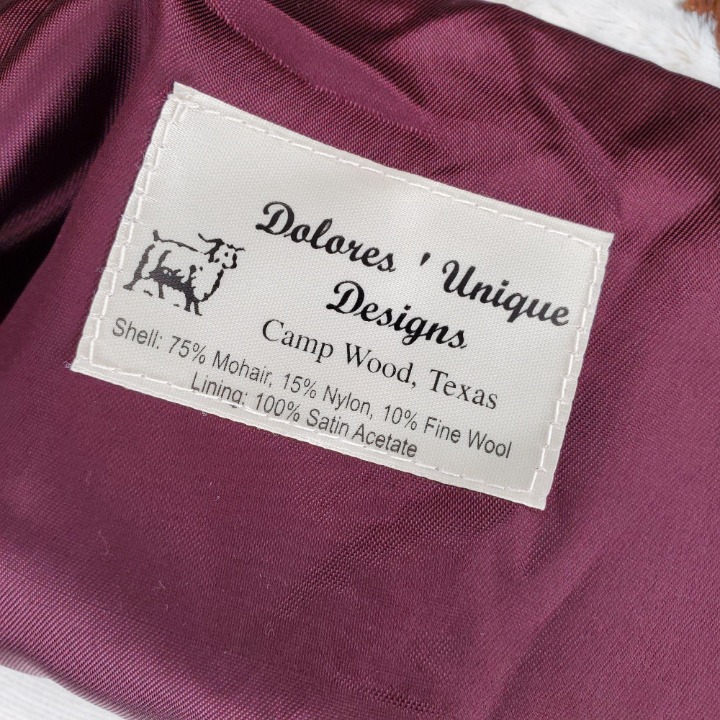 Dolores ' Unique
Designs
Camp Wood, Texas
Shell: 75% Mohair, 15% Nylon, 10% Fine Wool
Lining: 100% Satin Acetate